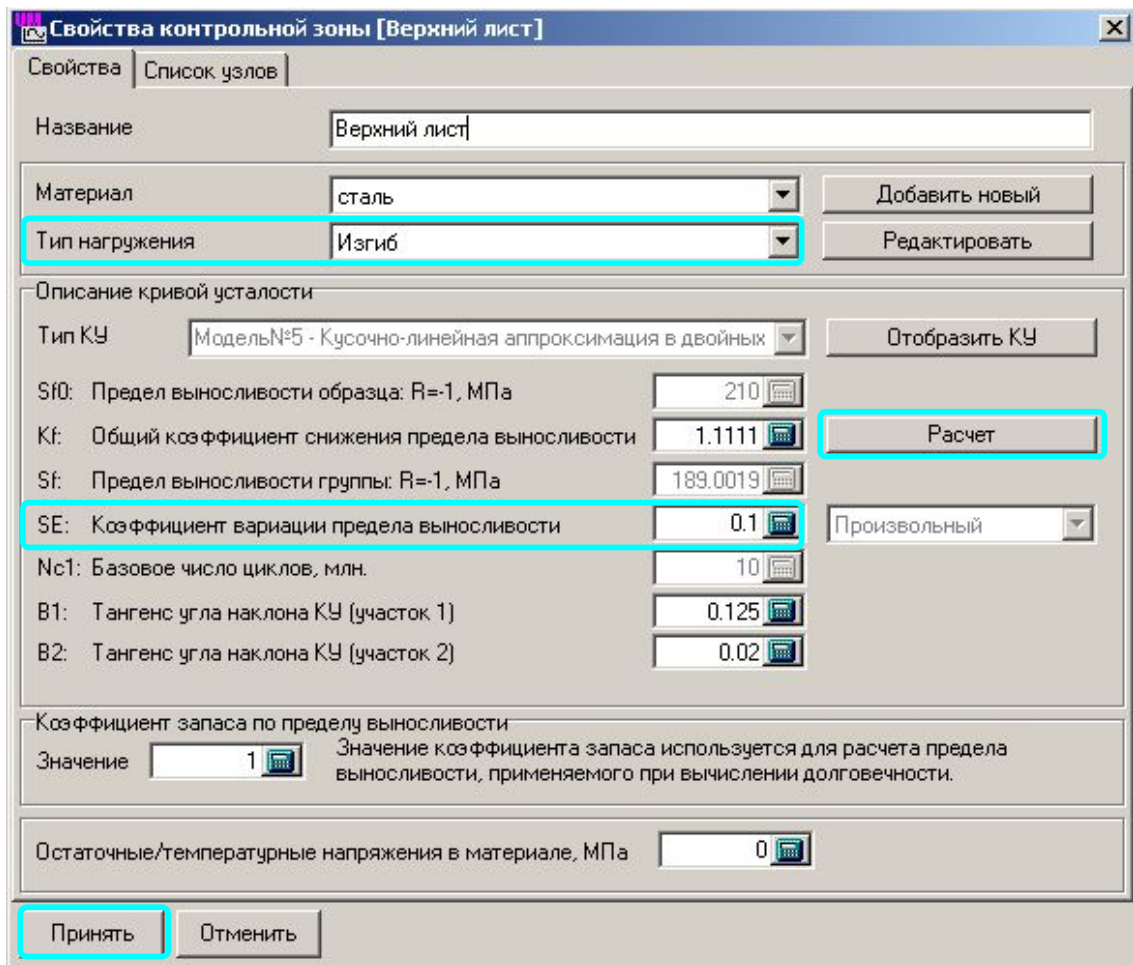 Свойства контрольной зоны [Верхний лист]
Свойства Список узлов
Название Верхний лист
Материал сталь Добавить новый
Тип нагружения Изгиб Редактировать
Описание кривой усталости
Тип КУ Модель№5 - Кусочно-линейная аппроксимация в двойных Отобразить КУ
Sf0: Предел выносливости образца: R=-1, МПа 210
Kf: Общий коэффициент снижения предела выносливости 1.1111 Расчет
Sf: Предел выносливости группы: R=-1, МПа 189.0019
SE: Коэффициент вариации предела выносливости 0.1 Произвольный
Nc1: Базовое число циклов, млн. 10
B1: Тангенс угла наклона КУ (участок 1) 0.125
B2: Тангенс угла наклона КУ (участок 2) 0.02
Коэффициент запаса по пределу выносливости
Значение 1 Значение коэффициента запаса используется для расчета предела
выносливости, применяемого при вычислении долговечности.
Остаточные/температурные напряжения в материале, МПа 0
Принять Отменить